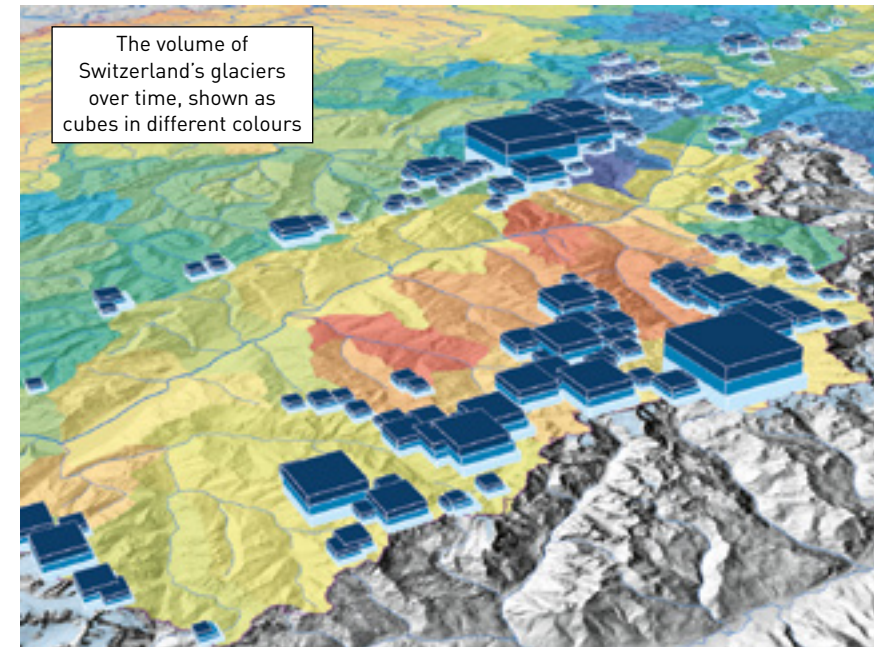 The volume of
Switzerland's glaciers
over time, shown as
cubes in different colours